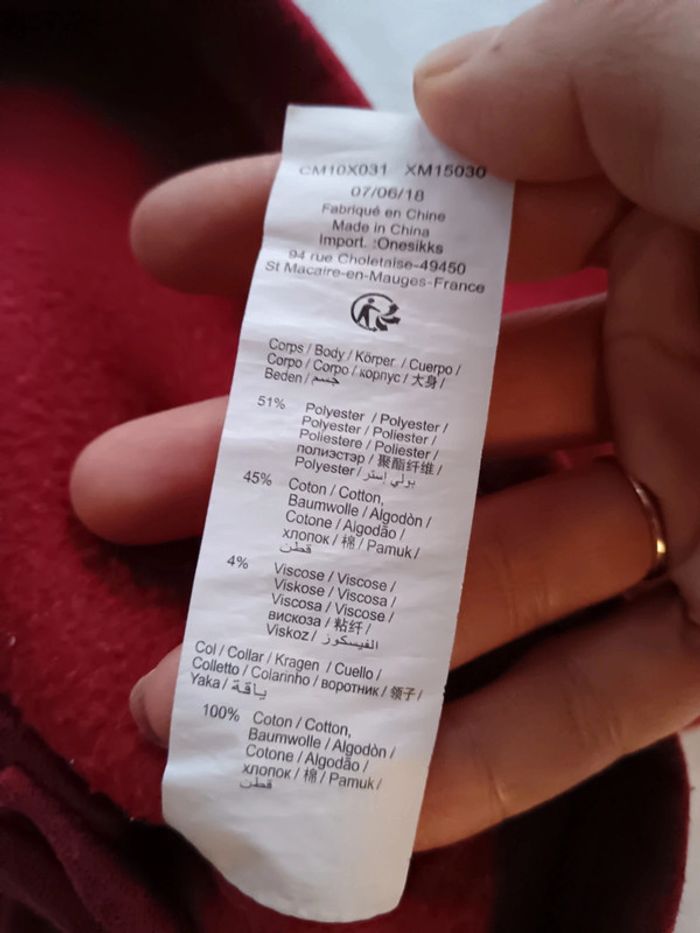 CM10X031 XM15030
07/06/18
Fabriqué en Chine
Made in China
Import. :Onesikks
94 rue Choletaise-49450
St Macaire-en-Mauges-France
Corps / Body / Körper / Cuerpo /
Corpo / Corpo / корпус / 大身 /
Beden / جسم
51% Polyester / Polyester /
Polyester / Poliester /
Poliestere / Poliester /
полиэстэр / 聚酯纤维 /
Polyester / بولي إستر
45% Coton / Cotton,
Baumwolle / Algodòn /
Cotone / Algodão /
хлопок / 棉 / Pamuk /
قطن
4% Viscose / Viscose /
Viskose / Viscosa /
Viscosa / Viscose /
вискоза / 粘纤 /
Viskoz / الفيسكوز
Col / Collar / Kragen / Cuello /
Colletto / Colarinho / воротник / 领子 /
Yaka / ياقة
100% Coton / Cotton,
Baumwolle / Algodòn /
Cotone / Algodão /
хлопок / 棉 / Pamuk /
قطن